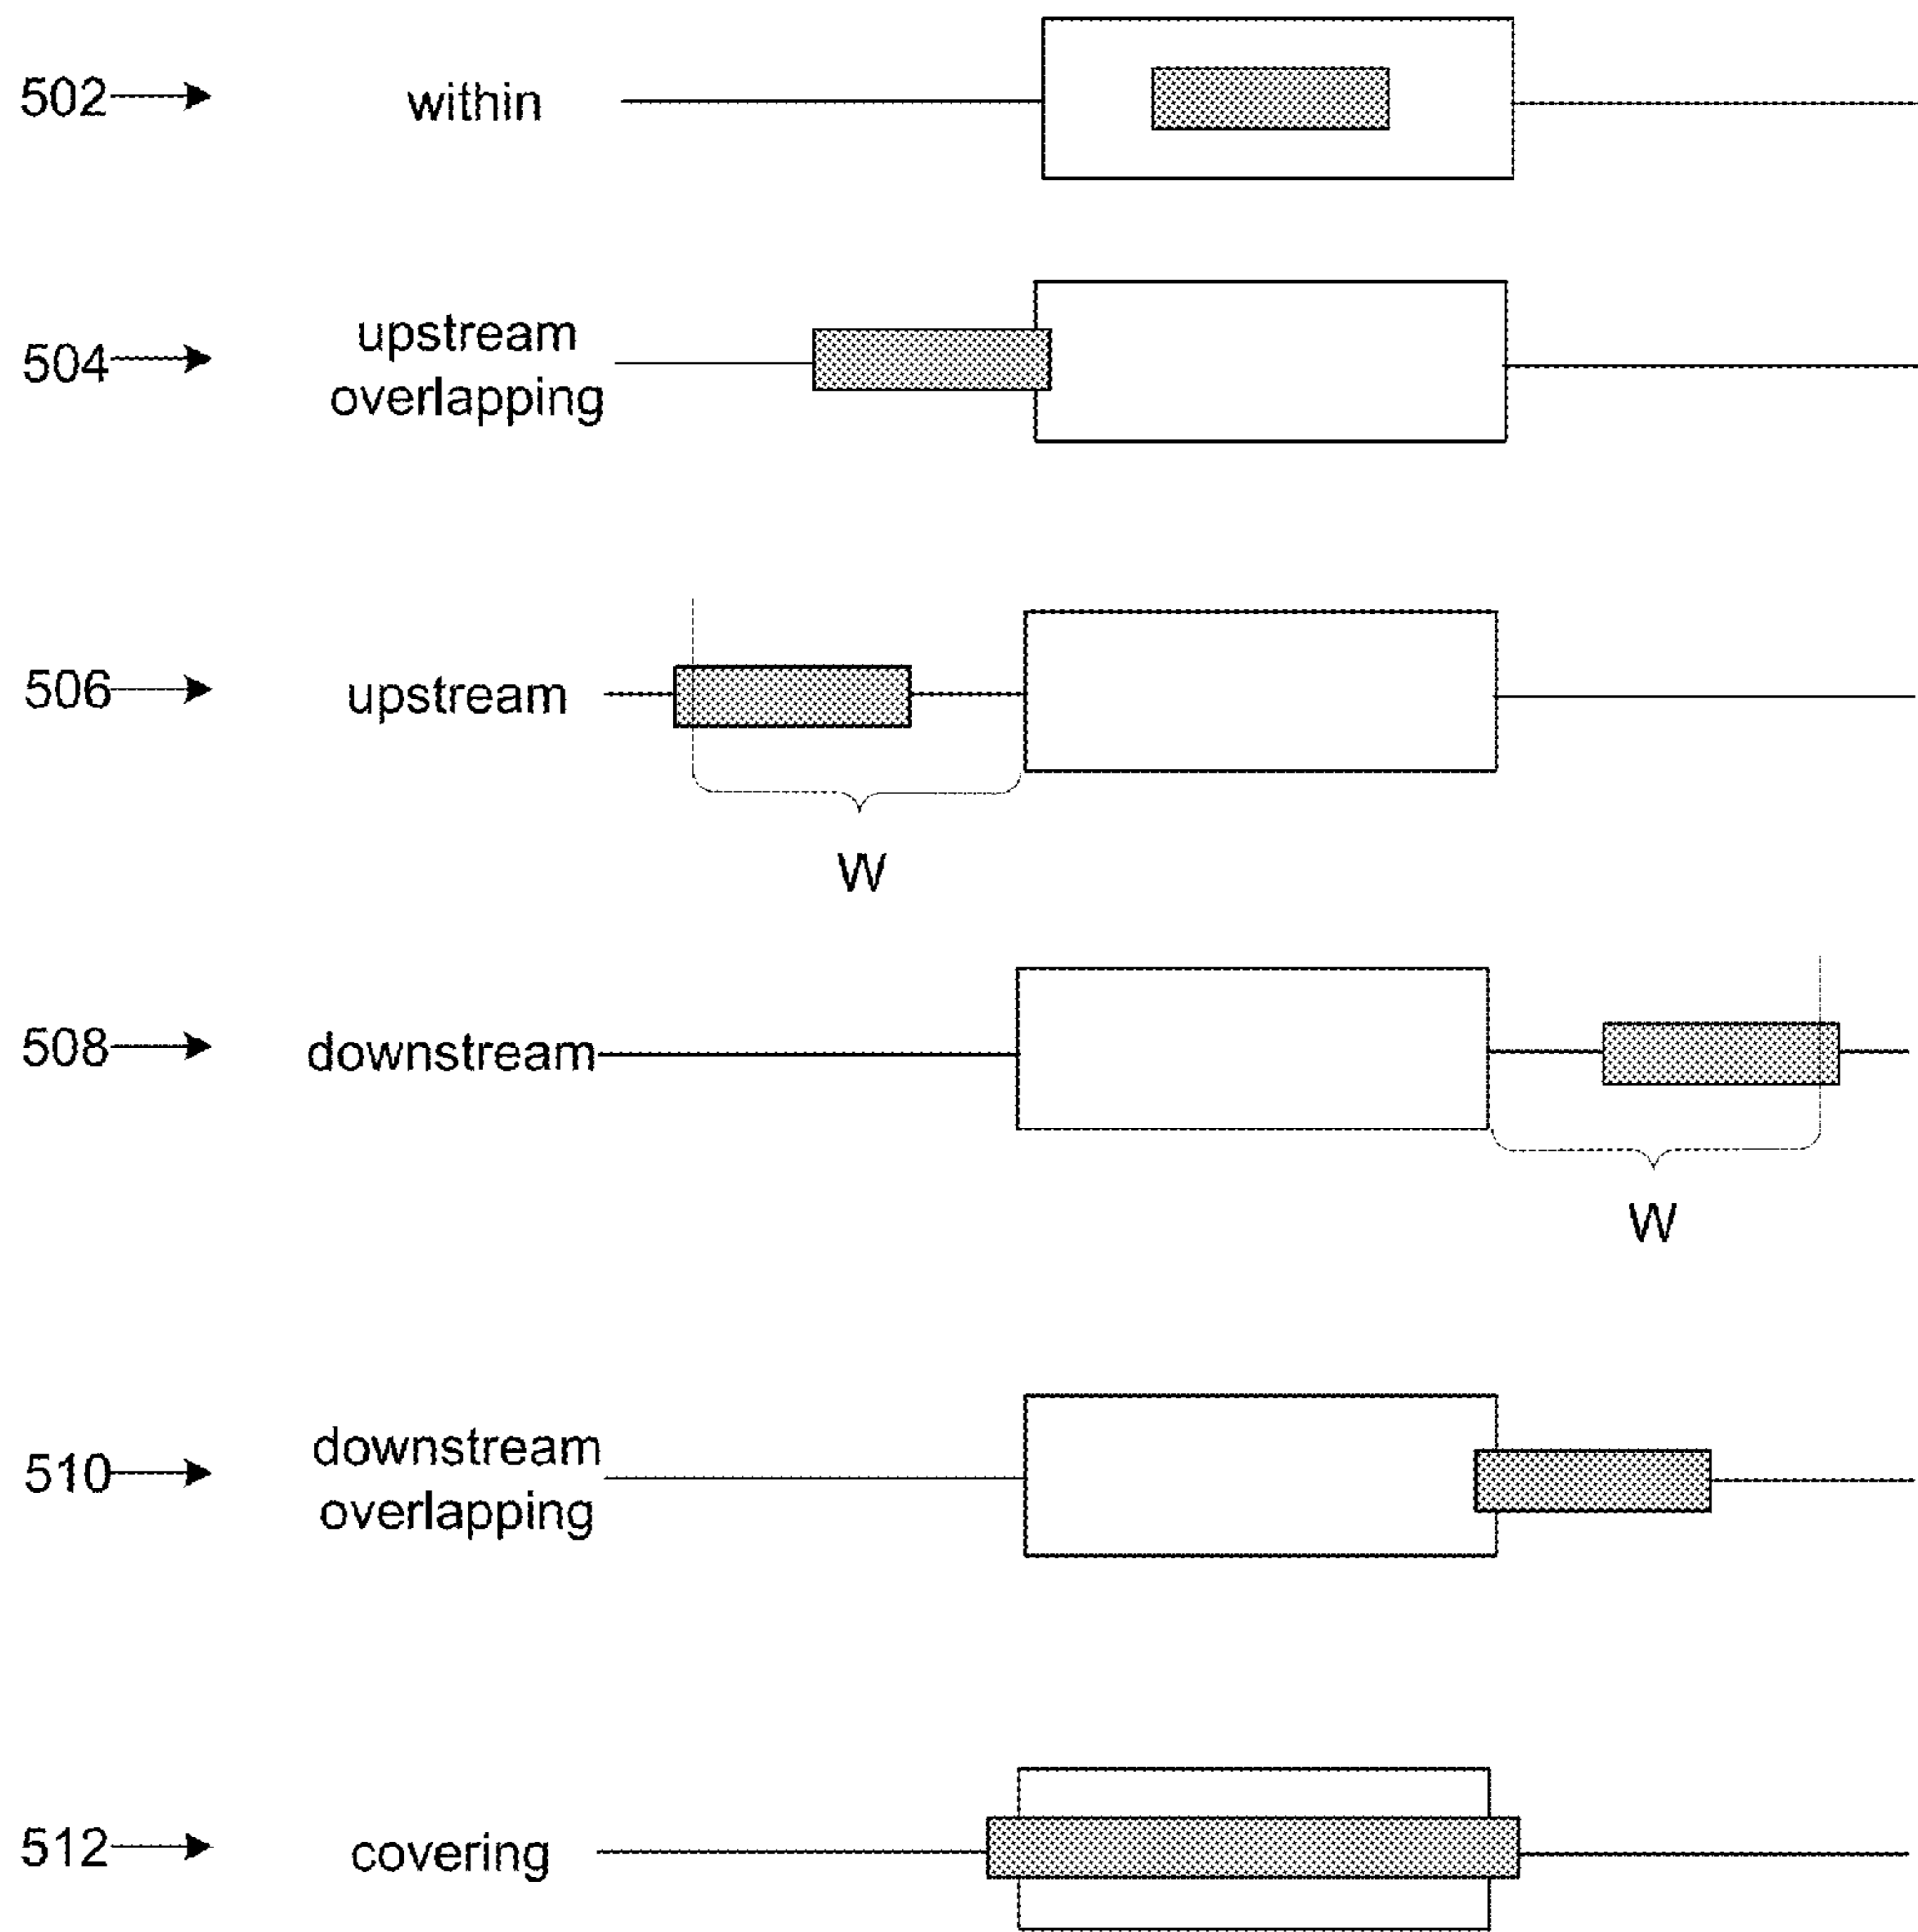 502 within
504 upstream
overlapping
506 upstream
W
508 downstream
W
510 downstream
overlapping
512 covering